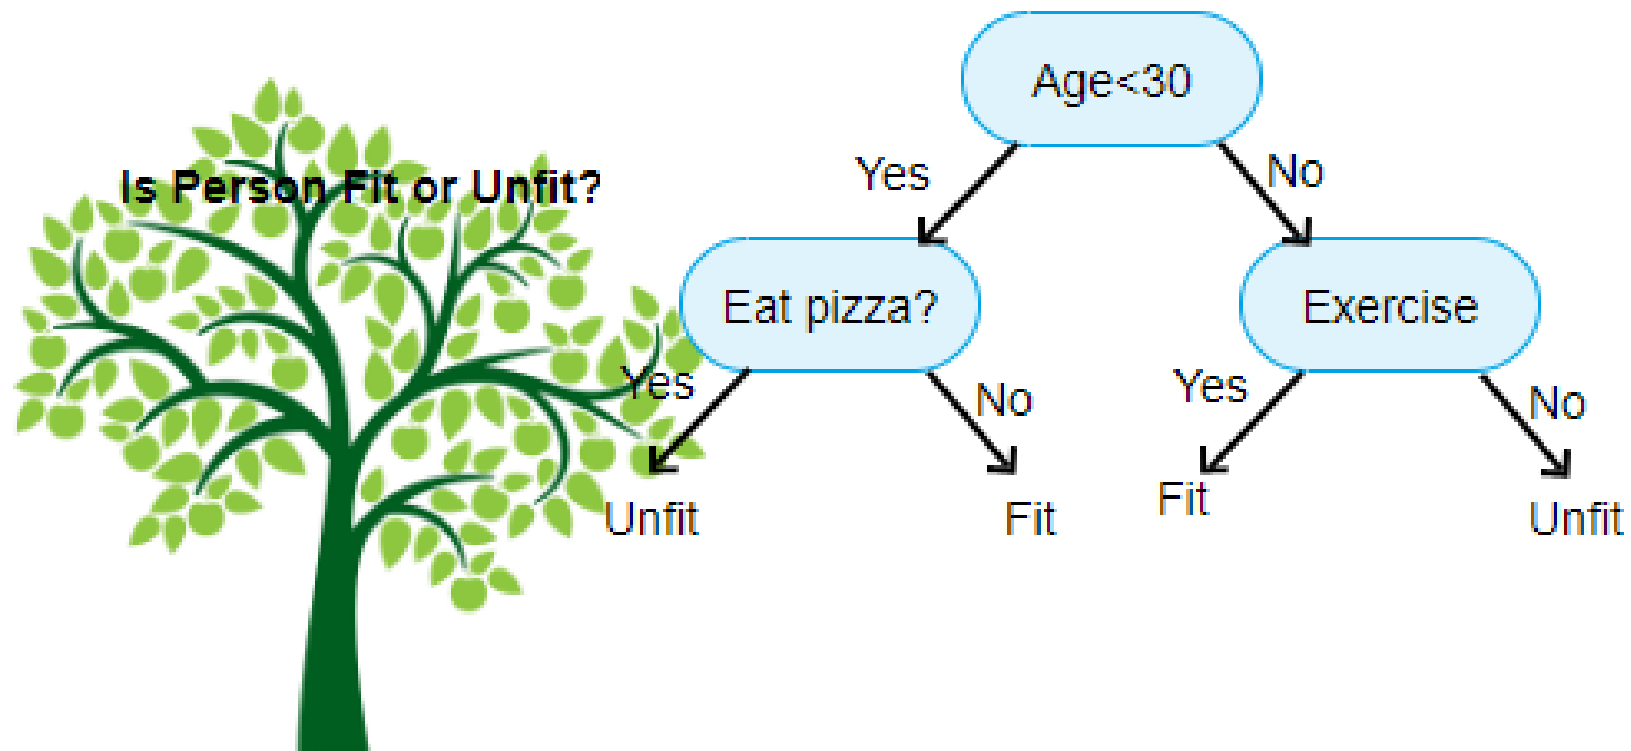 Is Person Fit or Unfit?
Age<30
Yes
No
Eat pizza?
Exercise
Yes
No
Yes
No
Unfit
Fit
Fit
Unfit